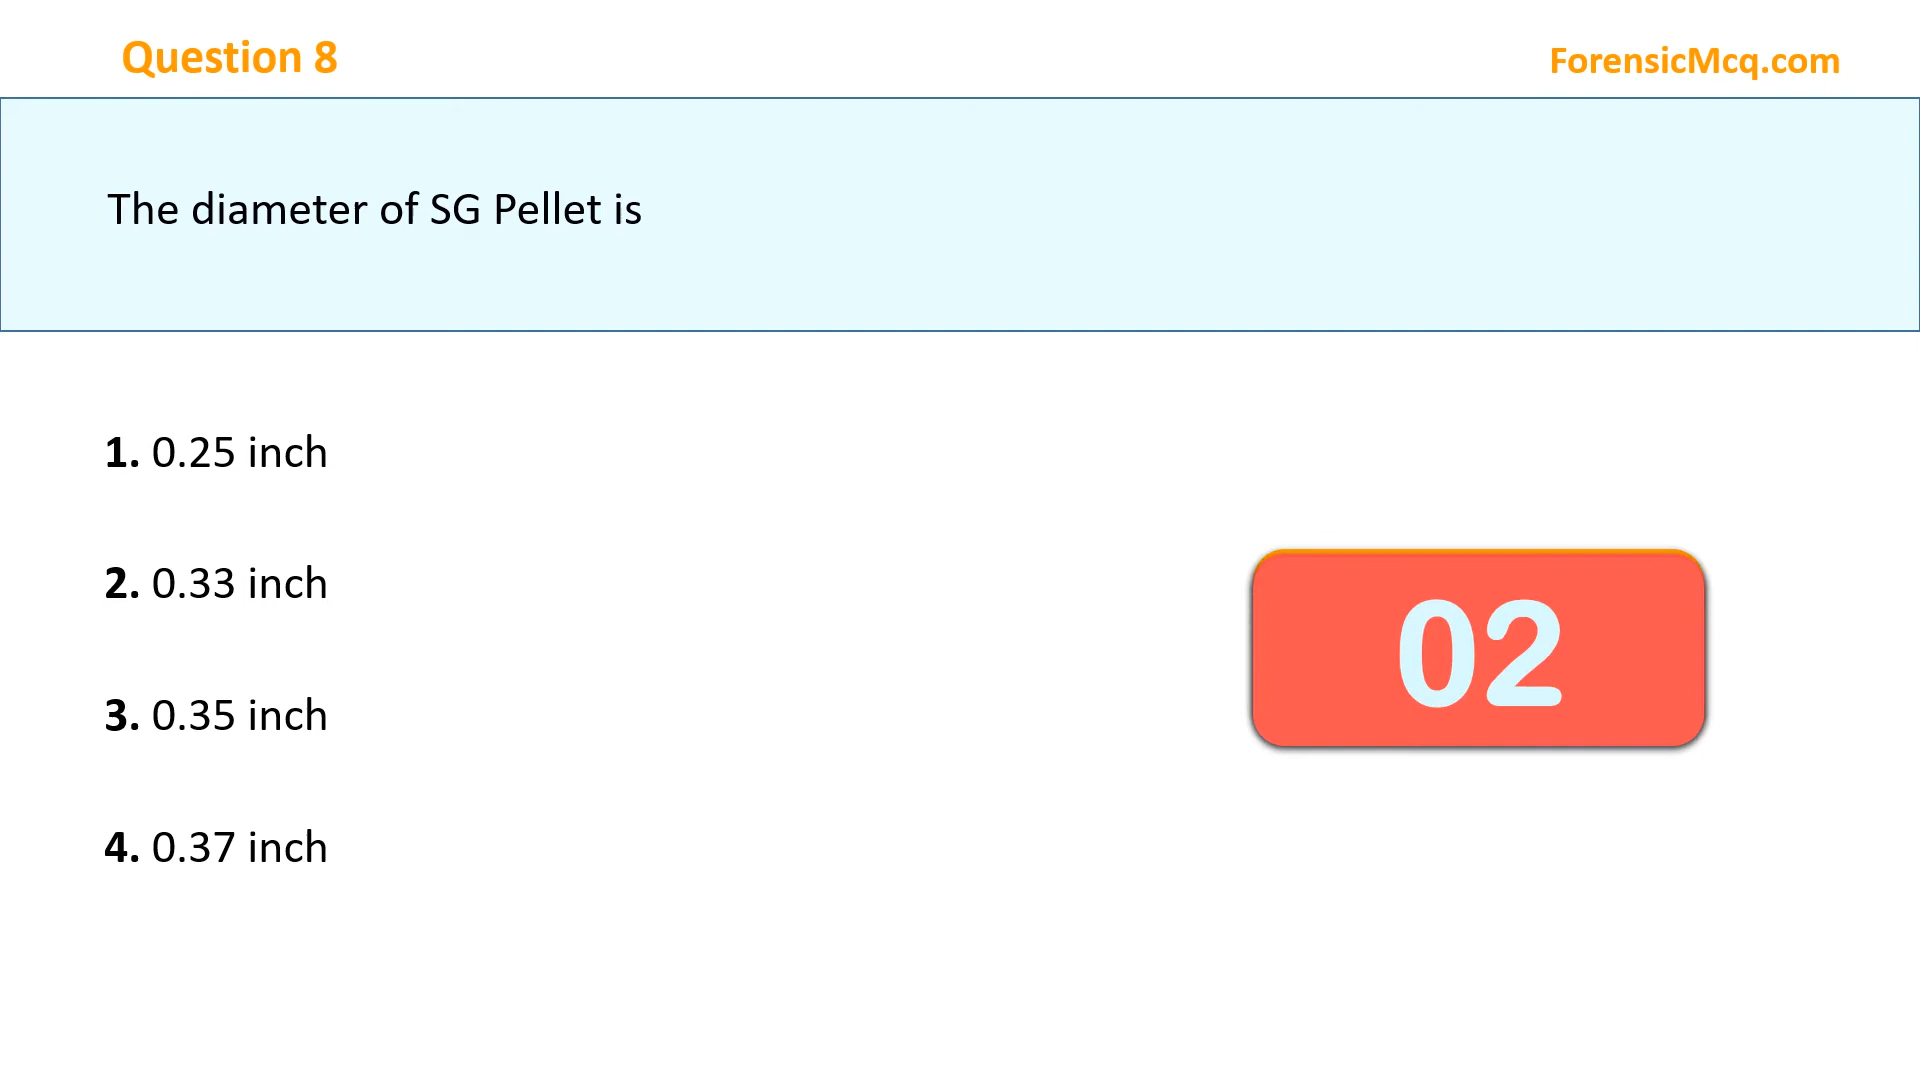 Question 8
ForensicMcq.com
The diameter of SG Pellet is
1. 0.25 inch
2. 0.33 inch
02
3. 0.35 inch
4. 0.37 inch